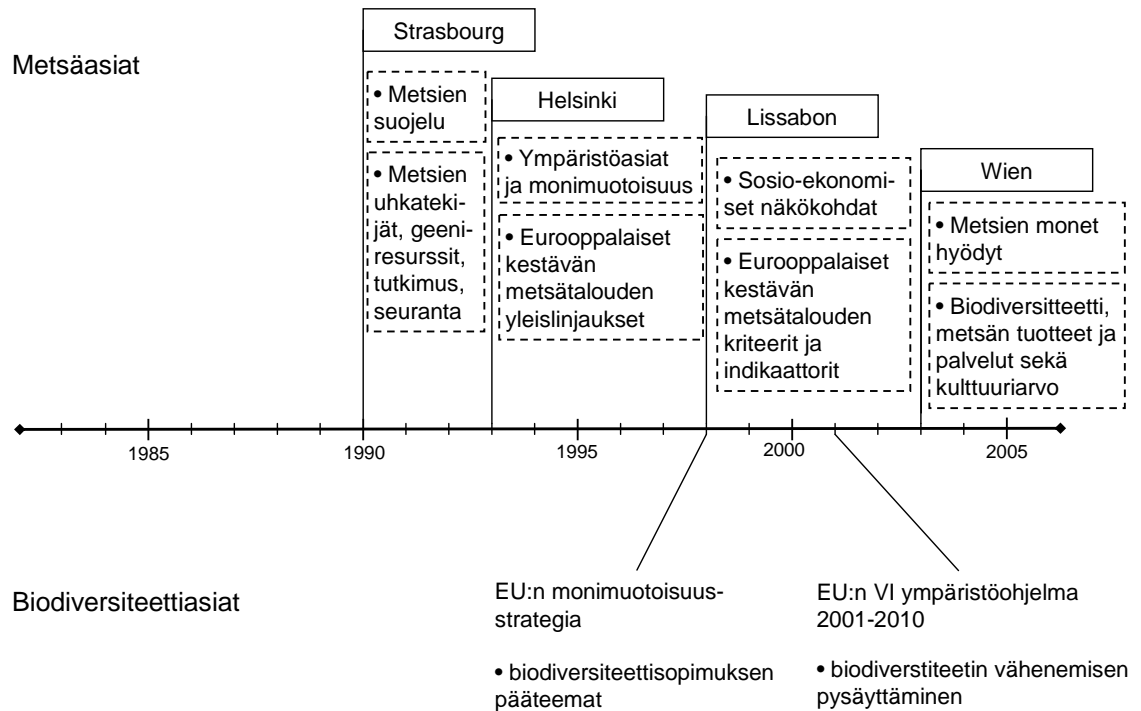 Strasbourg
Metsäasiat
• Metsien
suojelu
• Metsien
uhkateki-
jät, geeni-
resurssit,
tutkimus,
seuranta
Helsinki
• Ympäristöasiat
ja monimuotoisuus
• Eurooppalaiset
kestävän
metsätalouden
yleislinjaukset
Lissabon
• Sosio-ekonomi-
set näkökohdat
• Eurooppalaiset
kestävän
metsätalouden
kriteerit ja
indikaattorit
Wien
• Metsien monet
hyödyt
• Biodiversitteetti,
metsän tuotteet ja
palvelut sekä
kulttuuriarvo
1985
1990
1995
2000
2005
Biodiversiteettiasiat
EU:n monimuotoisuus-
strategia
• biodiversiteettisopimuksen
pääteemat
EU:n VI ympäristöohjelma
2001-2010
• biodiverstiteetin vähenemisen
pysäyttäminen